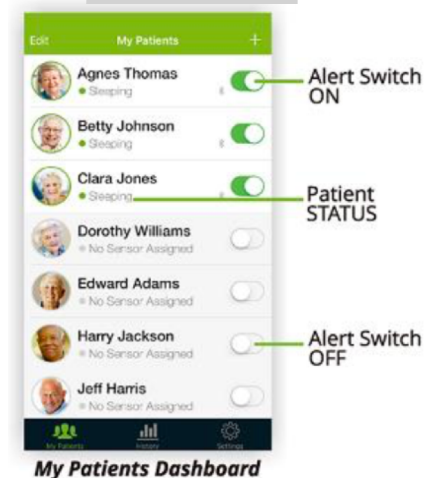 Edit My Patients +
Agnes Thomas
Sleeping
Alert Switch
ON
Betty Johnson
Sleeping
Clara Jones
Sleeping
Patient
STATUS
Dorothy Williams
No Sensor Assigned
Edward Adams
No Sensor Assigned
Harry Jackson
No Sensor Assigned
Alert Switch
OFF
Jeff Harris
No Sensor Assigned
My Patients History Settings
My Patients Dashboard